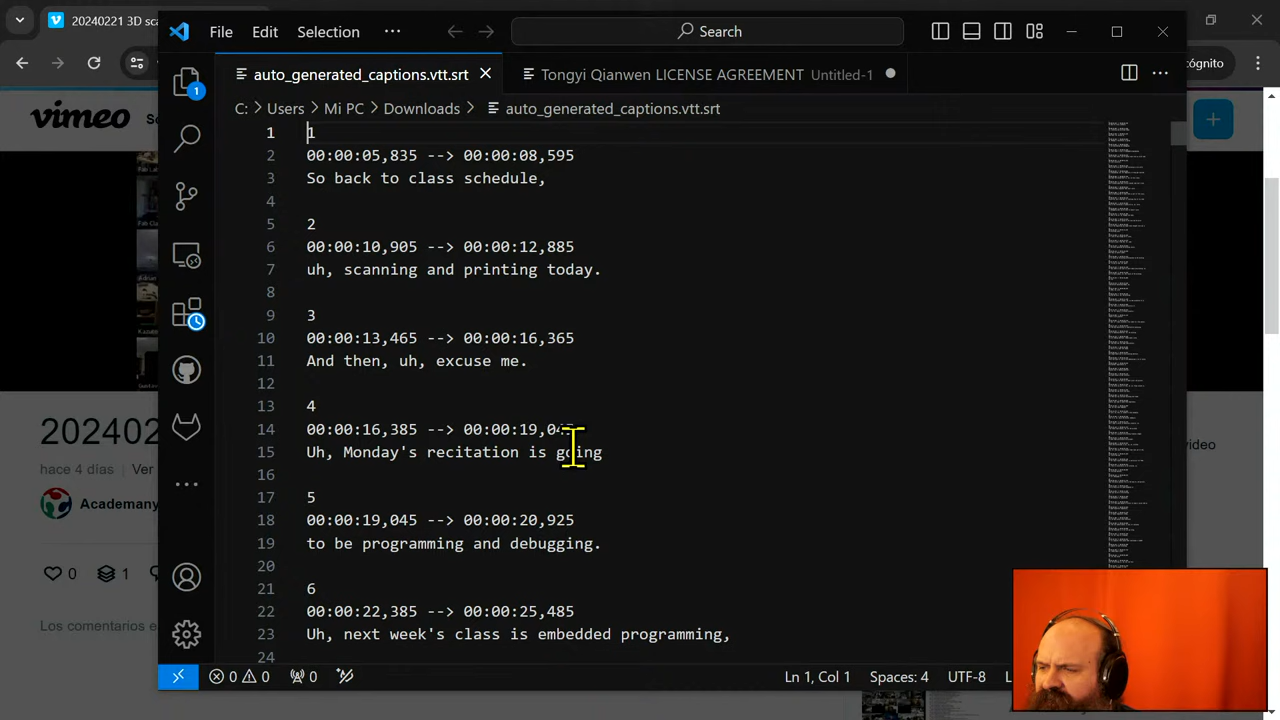 20240221 3D sca
File Edit Selection ··· Search
auto_generated_captions.vtt.srt Tongyi Qianwen LICENSE AGREEMENT Untitled-1
cógnito
C: > Users > Mi PC > Downloads > auto_generated_captions.vtt.srt
vimeo
1 1
2 00:00:05,835 --> 00:00:08,595
3 So back to this schedule,
4
5 2
6 00:00:10,905 --> 00:00:12,885
7 uh, scanning and printing today.
8
9 3
10 00:00:13,465 --> 00:00:16,365
11 And then, uh, excuse me.
12
13 4
14 00:00:16,385 --> 00:00:19,045
15 Uh, Monday's recitation is going
16
17 5
18 00:00:19,045 --> 00:00:20,925
19 to be programming and debugging.
20
21 6
22 00:00:22,385 --> 00:00:25,485
23 Uh, next week's class is embedded programming,
24
202402
hace 4 días Ver
Academany
0 1
Los comentarios e
video
0 0 0 Ln 1, Col 1 Spaces: 4 UTF-8